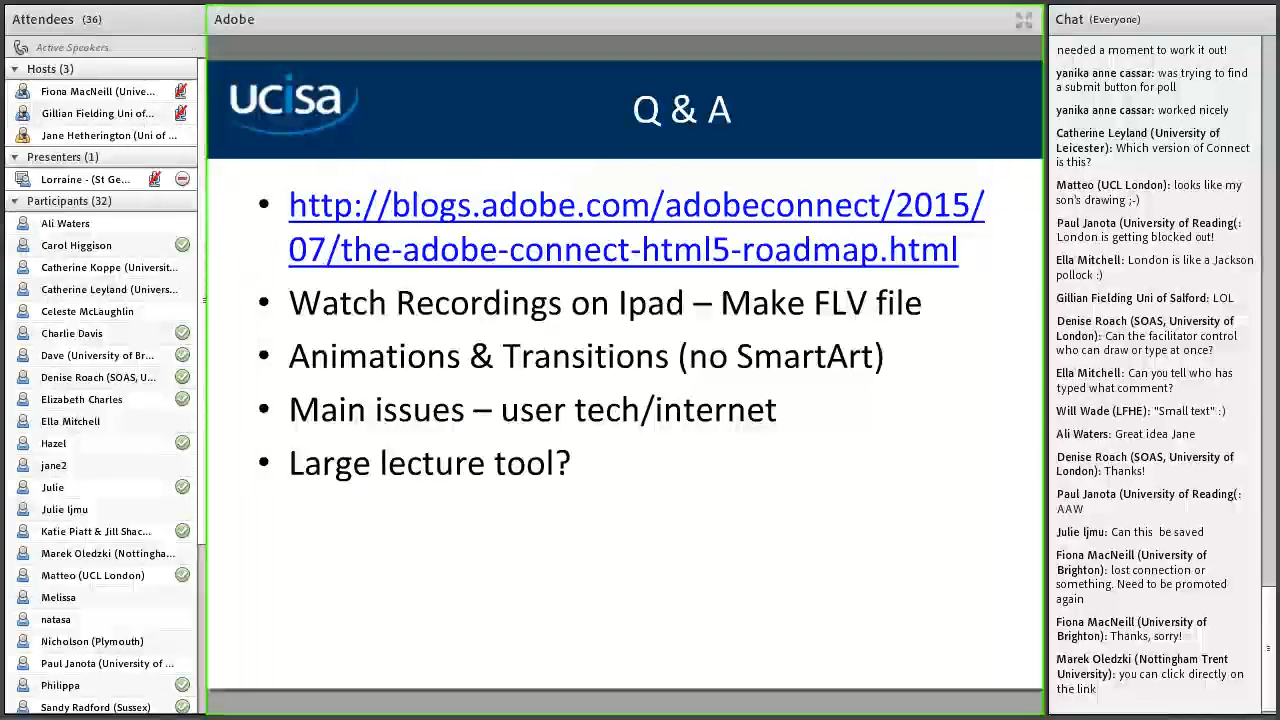 Attendees (36)
Active Speakers
Hosts (3)
Fiona MacNeill (Unive...
Gillian Fielding Uni of...
Jane Hetherington (Uni of ...
Presenters (1)
Lorraine - (St Ge...
Participants (32)
Ali Waters
Carol Higgison
Catherine Koppe (Universit...
Catherine Leyland (Univers...
Celeste McLaughlin
Charlie Davis
Dave (University of Br...
Denise Roach (SOAS, U...
Elizabeth Charles
Ella Mitchell
Hazel
jane2
Julie
Julie ljmu
Katie Piatt & Jill Shac...
Marek Oledzki (Nottingha...
Matteo (UCL London)
Melissa
natasa
Nicholson (Plymouth)
Paul Janota (University of ...
Philippa
Sandy Radford (Sussex)
Adobe
ucisa
Q & A
• http://blogs.adobe.com/adobeconnect/2015/
07/the-adobe-connect-html5-roadmap.html
• Watch Recordings on Ipad – Make FLV file
• Animations & Transitions (no SmartArt)
• Main issues – user tech/internet
• Large lecture tool?
Chat (Everyone)
needed a moment to work it out!
yanika anne cassar: was trying to find
a submit button for poll
yanika anne cassar: worked nicely
Catherine Leyland (University of
Leicester): Which version of Connect
is this?
Matteo (UCL London): looks like my
son's drawing ;-)
Paul Janota (University of Reading(:
London is getting blocked out!
Ella Mitchell: London is like a Jackson
pollock :)
Gillian Fielding Uni of Salford: LOL
Denise Roach (SOAS, University of
London): Can the facilitator control
who can draw or type at once?
Ella Mitchell: Can you tell who has
typed what comment?
Will Wade (LFHE): "Small text" :)
Ali Waters: Great idea Jane
Denise Roach (SOAS, University of
London): Thanks!
Paul Janota (University of Reading(:
AAW
Julie ljmu: Can this be saved
Fiona MacNeill (University of
Brighton): lost connection or
something. Need to be promoted
again
Fiona MacNeill (University of
Brighton): Thanks, sorry!
Marek Oledzki (Nottingham Trent
University): you can click directly on
the link